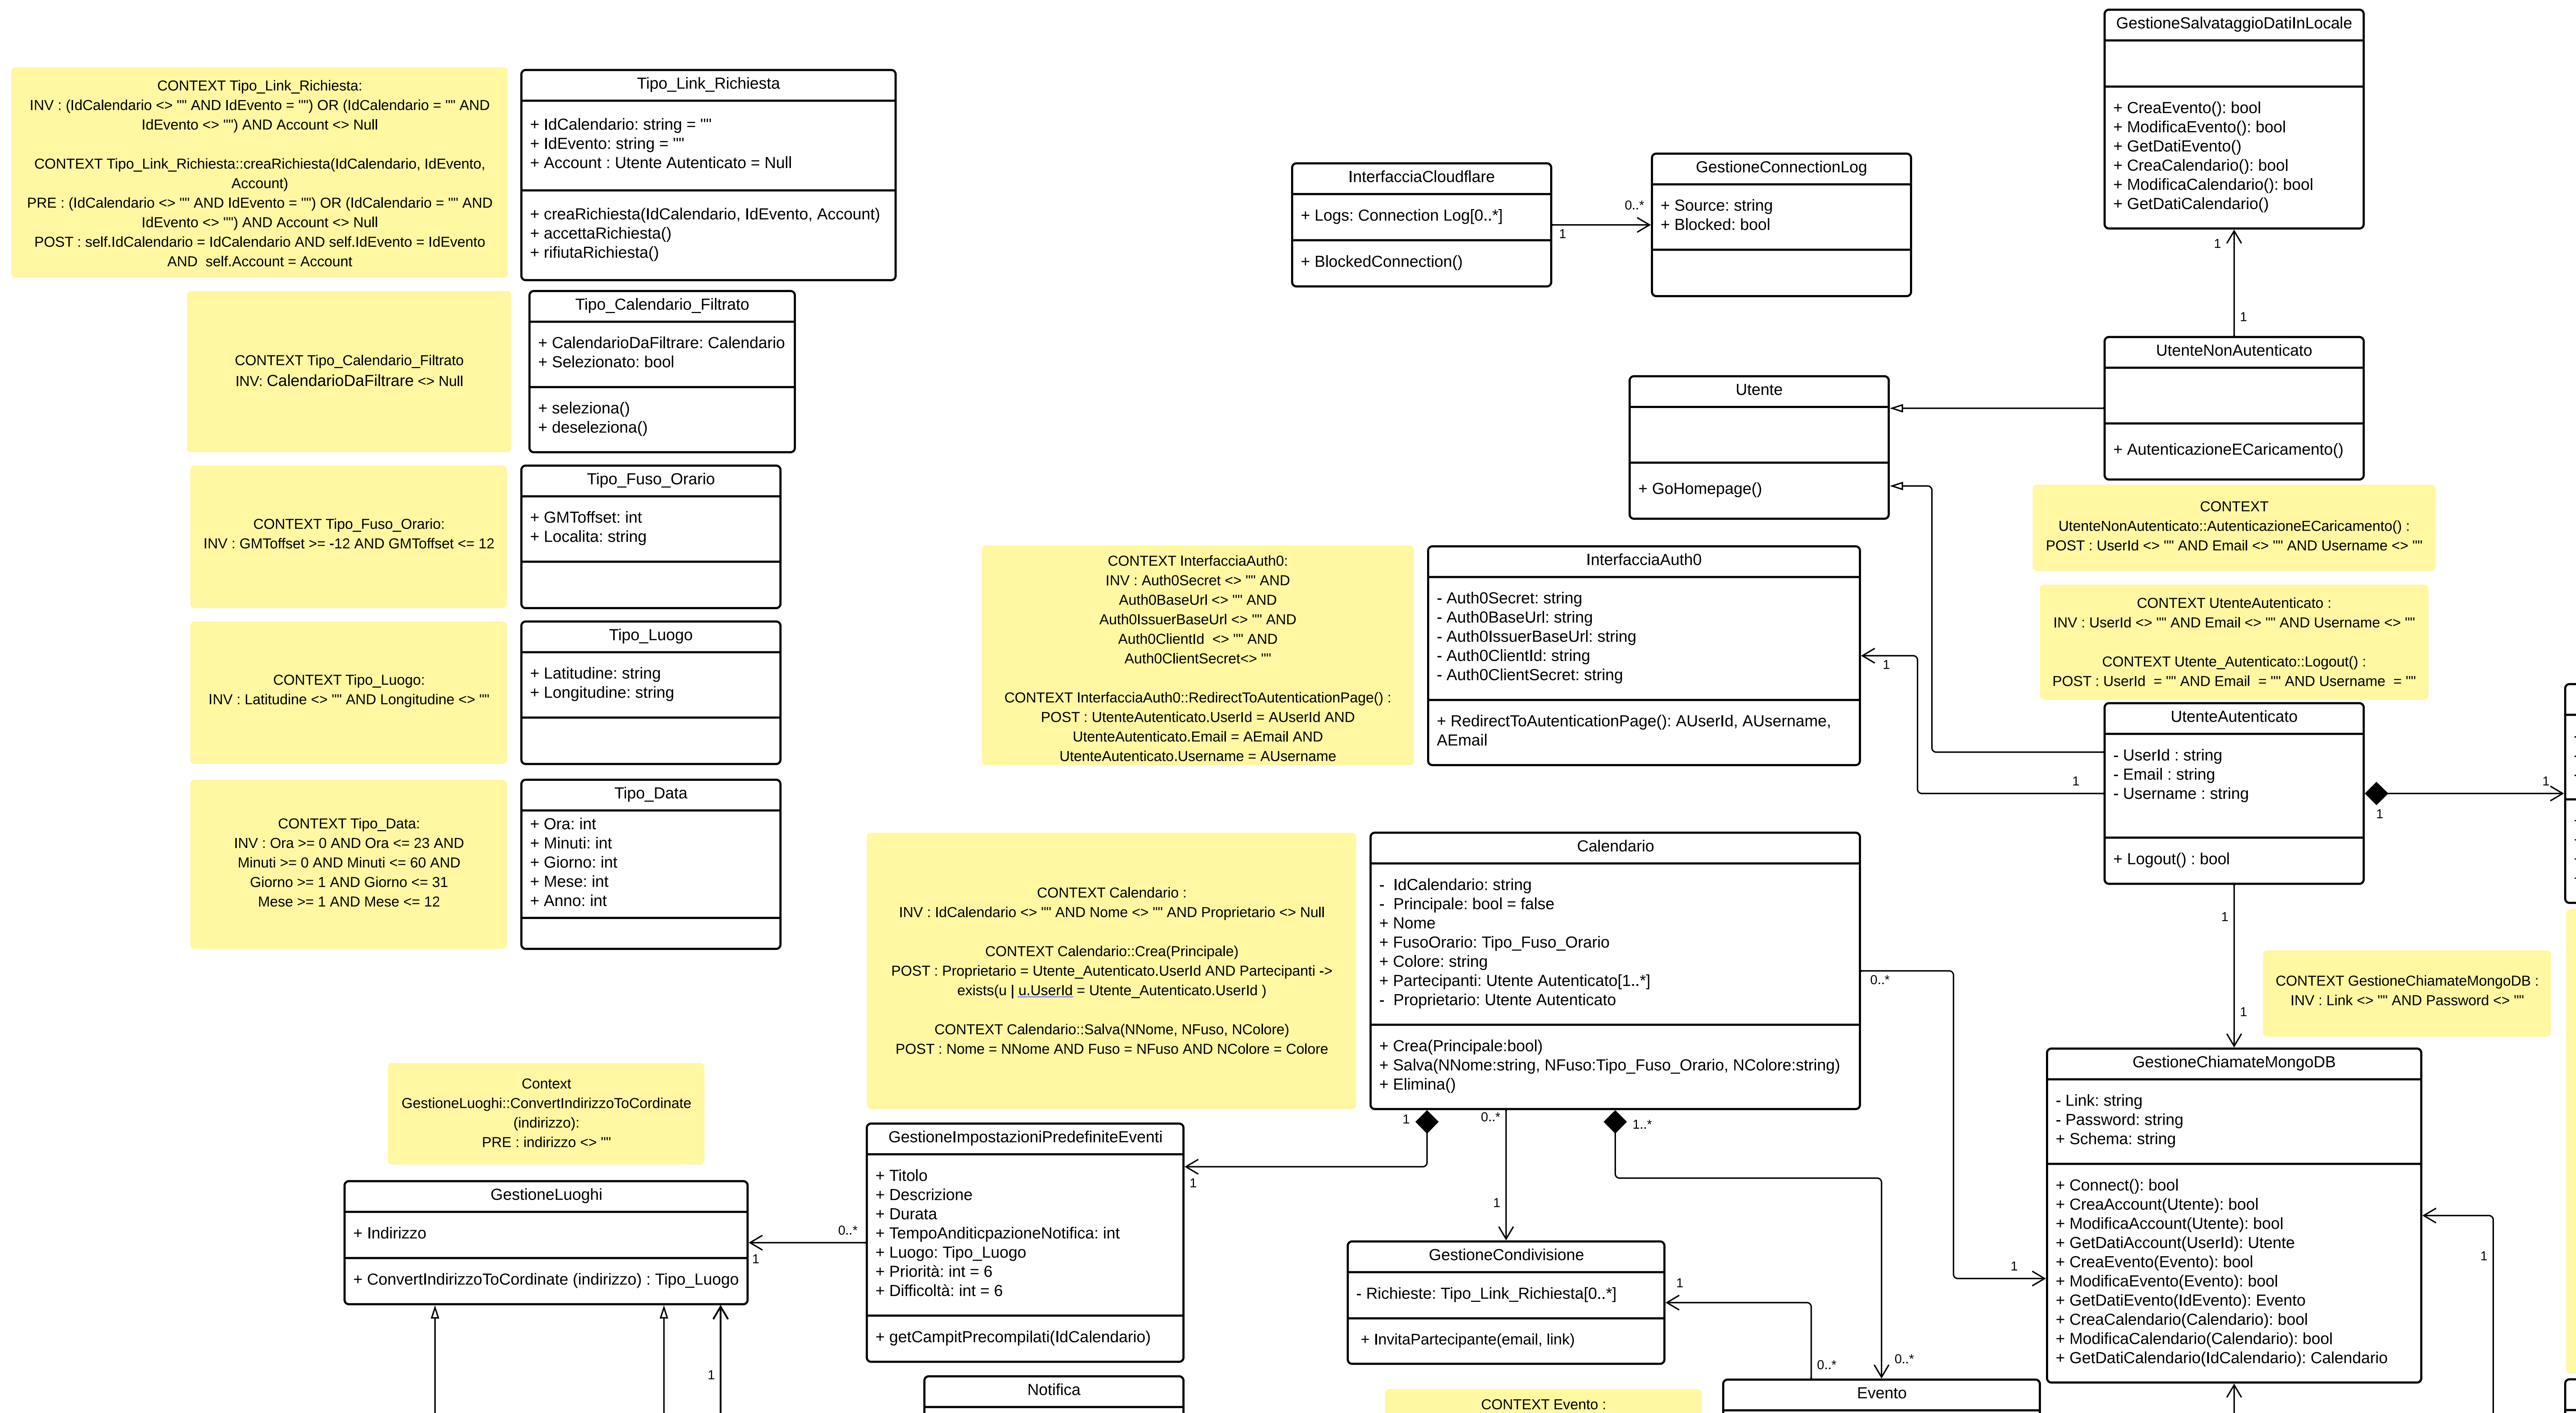 GestioneSalvataggioDatiInLocale
+ CreaEvento(): bool
+ ModificaEvento(): bool
+ GetDatiEvento()
+ CreaCalendario(): bool
+ ModificaCalendario(): bool
+ GetDatiCalendario()
1
1
CONTEXT Tipo_Link_Richiesta:
INV : (IdCalendario <> "" AND IdEvento = "") OR (IdCalendario = "" AND
IdEvento <> "") AND Account <> Null
CONTEXT Tipo_Link_Richiesta::creaRichiesta(IdCalendario, IdEvento,
Account)
PRE : (IdCalendario <> "" AND IdEvento = "") OR (IdCalendario = "" AND
IdEvento <> "") AND Account <> Null
POST : self.IdCalendario = IdCalendario AND self.IdEvento = IdEvento
AND  self.Account = Account
Tipo_Link_Richiesta
+ IdCalendario: string = ""
+ IdEvento: string = ""
+ Account : Utente Autenticato = Null
+ creaRichiesta(IdCalendario, IdEvento, Account)
+ accettaRichiesta()
+ rifiutaRichiesta()
InterfacciaCloudflare
+ Logs: Connection Log[0..*]
+ BlockedConnection()
1
0..*
GestioneConnectionLog
+ Source: string
+ Blocked: bool
CONTEXT Tipo_Calendario_Filtrato
INV: CalendarioDaFiltrare <> Null
Tipo_Calendario_Filtrato
+ CalendarioDaFiltrare: Calendario
+ Selezionato: bool
+ seleziona()
+ deseleziona()
Utente
+ GoHomepage()
UtenteNonAutenticato
+ AutenticazioneECaricamento()
CONTEXT
UtenteNonAutenticato::AutenticazioneECaricamento() :
POST : UserId <> "" AND Email <> "" AND Username <> ""
CONTEXT Tipo_Fuso_Orario:
INV : GMToffset >= -12 AND GMToffset <= 12
Tipo_Fuso_Orario
+ GMToffset: int
+ Localita: string
CONTEXT InterfacciaAuth0:
INV : Auth0Secret <> "" AND
Auth0BaseUrl <> "" AND
Auth0IssuerBaseUrl <> "" AND
Auth0ClientId  <> "" AND
Auth0ClientSecret<> ""
CONTEXT InterfacciaAuth0::RedirectToAutenticationPage() :
POST : UtenteAutenticato.UserId = AUserId AND
UtenteAutenticato.Email = AEmail AND
UtenteAutenticato.Username = AUsername
InterfacciaAuth0
- Auth0Secret: string
- Auth0BaseUrl: string
- Auth0IssuerBaseUrl: string
- Auth0ClientId: string
- Auth0ClientSecret: string
+ RedirectToAutenticationPage(): AUserId, AUsername,
AEmail
1
1
CONTEXT UtenteAutenticato :
INV : UserId <> "" AND Email <> "" AND Username <> ""
CONTEXT Utente_Autenticato::Logout() :
POST : UserId  = "" AND Email  = "" AND Username  = ""
UtenteAutenticato
- UserId : string
- Email : string
- Username : string
+ Logout() : bool
1
1
CONTEXT Tipo_Luogo:
INV : Latitudine <> "" AND Longitudine <> ""
Tipo_Luogo
+ Latitudine: string
+ Longitudine: string
CONTEXT Tipo_Data:
INV : Ora >= 0 AND Ora <= 23 AND
Minuti >= 0 AND Minuti <= 60 AND
Giorno >= 1 AND Giorno <= 31
Mese >= 1 AND Mese <= 12
Tipo_Data
+ Ora: int
+ Minuti: int
+ Giorno: int
+ Mese: int
+ Anno: int
CONTEXT Calendario :
INV : IdCalendario <> "" AND Nome <> "" AND Proprietario <> Null
CONTEXT Calendario::Crea(Principale)
POST : Proprietario = Utente_Autenticato.UserId AND Partecipanti ->
exists(u | u.UserId = Utente_Autenticato.UserId )
CONTEXT Calendario::Salva(NNome, NFuso, NColore)
POST : Nome = NNome AND Fuso = NFuso AND NColore = Colore
Calendario
-  IdCalendario: string
-  Principale: bool = false
+ Nome
+ FusoOrario: Tipo_Fuso_Orario
+ Colore: string
+ Partecipanti: Utente Autenticato[1..*]
-  Proprietario: Utente Autenticato
+ Crea(Principale:bool)
+ Salva(NNome:string, NFuso:Tipo_Fuso_Orario, NColore:string)
+ Elimina()
0..*
1
1
1
CONTEXT GestioneChiamateMongoDB :
INV : Link <> "" AND Password <> ""
GestioneChiamateMongoDB
- Link: string
- Password: string
+ Schema: string
+ Connect(): bool
+ CreaAccount(Utente): bool
+ ModificaAccount(Utente): bool
+ GetDatiAccount(UserId): Utente
+ CreaEvento(Evento): bool
+ ModificaEvento(Evento): bool
+ GetDatiEvento(IdEvento): Evento
+ CreaCalendario(Calendario): bool
+ ModificaCalendario(Calendario): bool
+ GetDatiCalendario(IdCalendario): Calendario
1
Context
GestioneLuoghi::ConvertIndirizzoToCordinate
(indirizzo):
PRE : indirizzo <> ""
GestioneLuoghi
+ Indirizzo
+ ConvertIndirizzoToCordinate (indirizzo) : Tipo_Luogo
1
0..*
1
GestioneImpostazioniPredefiniteEventi
+ Titolo
+ Descrizione
+ Durata
+ TempoAnditicpazioneNotifica: int
+ Luogo: Tipo_Luogo
+ Priorità: int = 6
+ Difficoltà: int = 6
+ getCampitPrecompilati(IdCalendario)
1
1
0..*
1..*
1
GestioneCondivisione
- Richieste: Tipo_Link_Richiesta[0..*]
+ InvitaPartecipante(email, link)
1
0..*
0..*
Notifica
CONTEXT Evento :
Evento